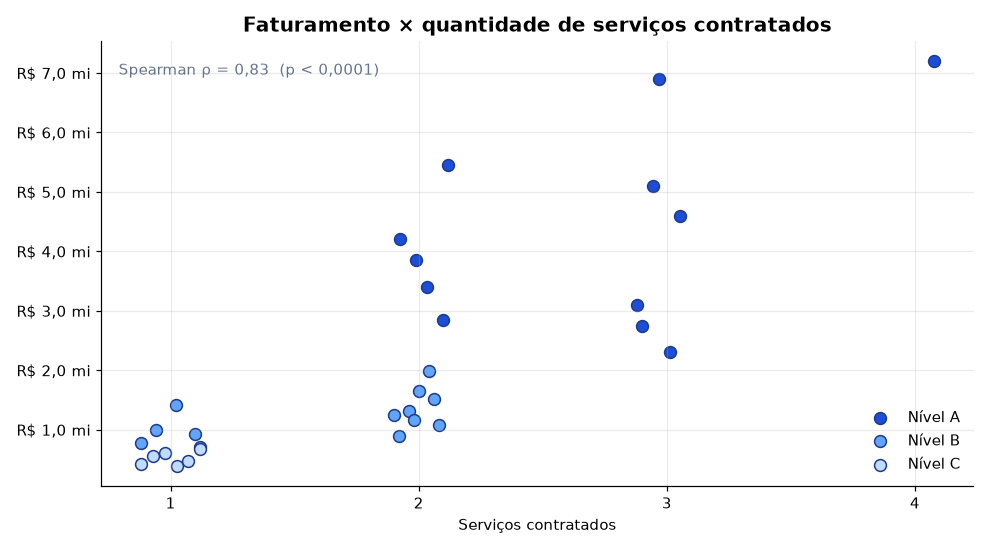 Faturamento × quantidade de serviços contratados
Spearman ρ = 0,83 (p < 0,0001)
R$ 7,0 mi
R$ 6,0 mi
R$ 5,0 mi
R$ 4,0 mi
R$ 3,0 mi
R$ 2,0 mi
R$ 1,0 mi
Nível A
Nível B
Nível C
1 2 3 4
Serviços contratados